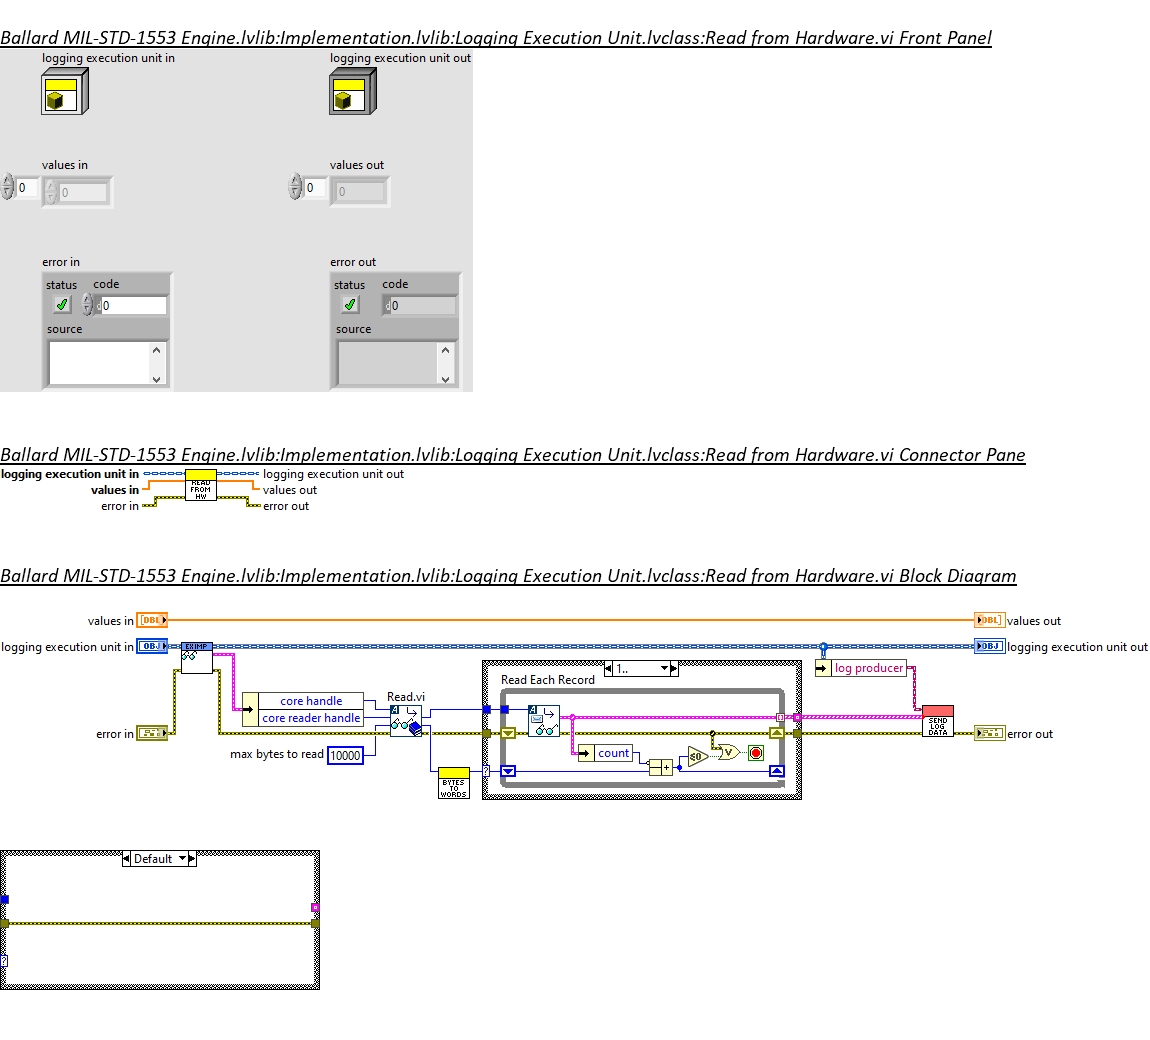 Ballard MIL-STD-1553 Engine.lvlib:Implementation.lvlib:Logging Execution Unit.lvclass:Read from Hardware.vi Front Panel
logging execution unit in
logging execution unit out
values in
values out
0
0
0
0
error in
error out
status
code
status
code
0
0
source
source
Ballard MIL-STD-1553 Engine.lvlib:Implementation.lvlib:Logging Execution Unit.lvclass:Read from Hardware.vi Connector Pane
logging execution unit in
logging execution unit out
READ
FROM
HW
values in
values out
error in
error out
Ballard MIL-STD-1553 Engine.lvlib:Implementation.lvlib:Logging Execution Unit.lvclass:Read from Hardware.vi Block Diagram
values in
DBL
DBL
values out
logging execution unit in
OBJ
EXIMP
OBJ
logging execution unit out
1..
log producer
Read Each Record
core handle
Read.vi
core reader handle
A
A
error in
SEND
LOG
DATA
error out
max bytes to read
10000
count
+
≤0
V
BYTES
TO
WORDS
?
Default
?